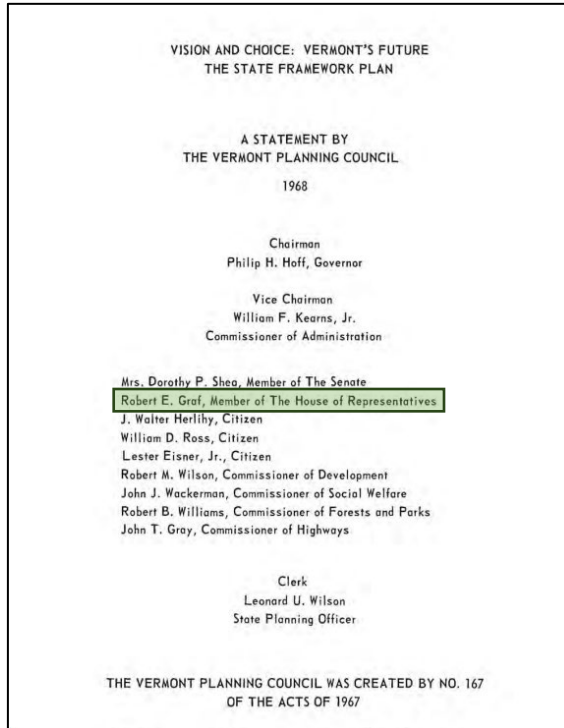 VISION AND CHOICE: VERMONT'S FUTURE
THE STATE FRAMEWORK PLAN
A STATEMENT BY
THE VERMONT PLANNING COUNCIL
1968
Chairman
Philip H. Hoff, Governor
Vice Chairman
William F. Kearns, Jr.
Commissioner of Administration
Mrs. Dorothy P. Shea, Member of The Senate
Robert E. Graf, Member of The House of Representatives
J. Walter Herlihy, Citizen
William D. Ross, Citizen
Lester Eisner, Jr., Citizen
Robert M. Wilson, Commissioner of Development
John J. Wackerman, Commissioner of Social Welfare
Robert B. Williams, Commissioner of Forests and Parks
John T. Gray, Commissioner of Highways
Clerk
Leonard U. Wilson
State Planning Officer
THE VERMONT PLANNING COUNCIL WAS CREATED BY NO. 167
OF THE ACTS OF 1967